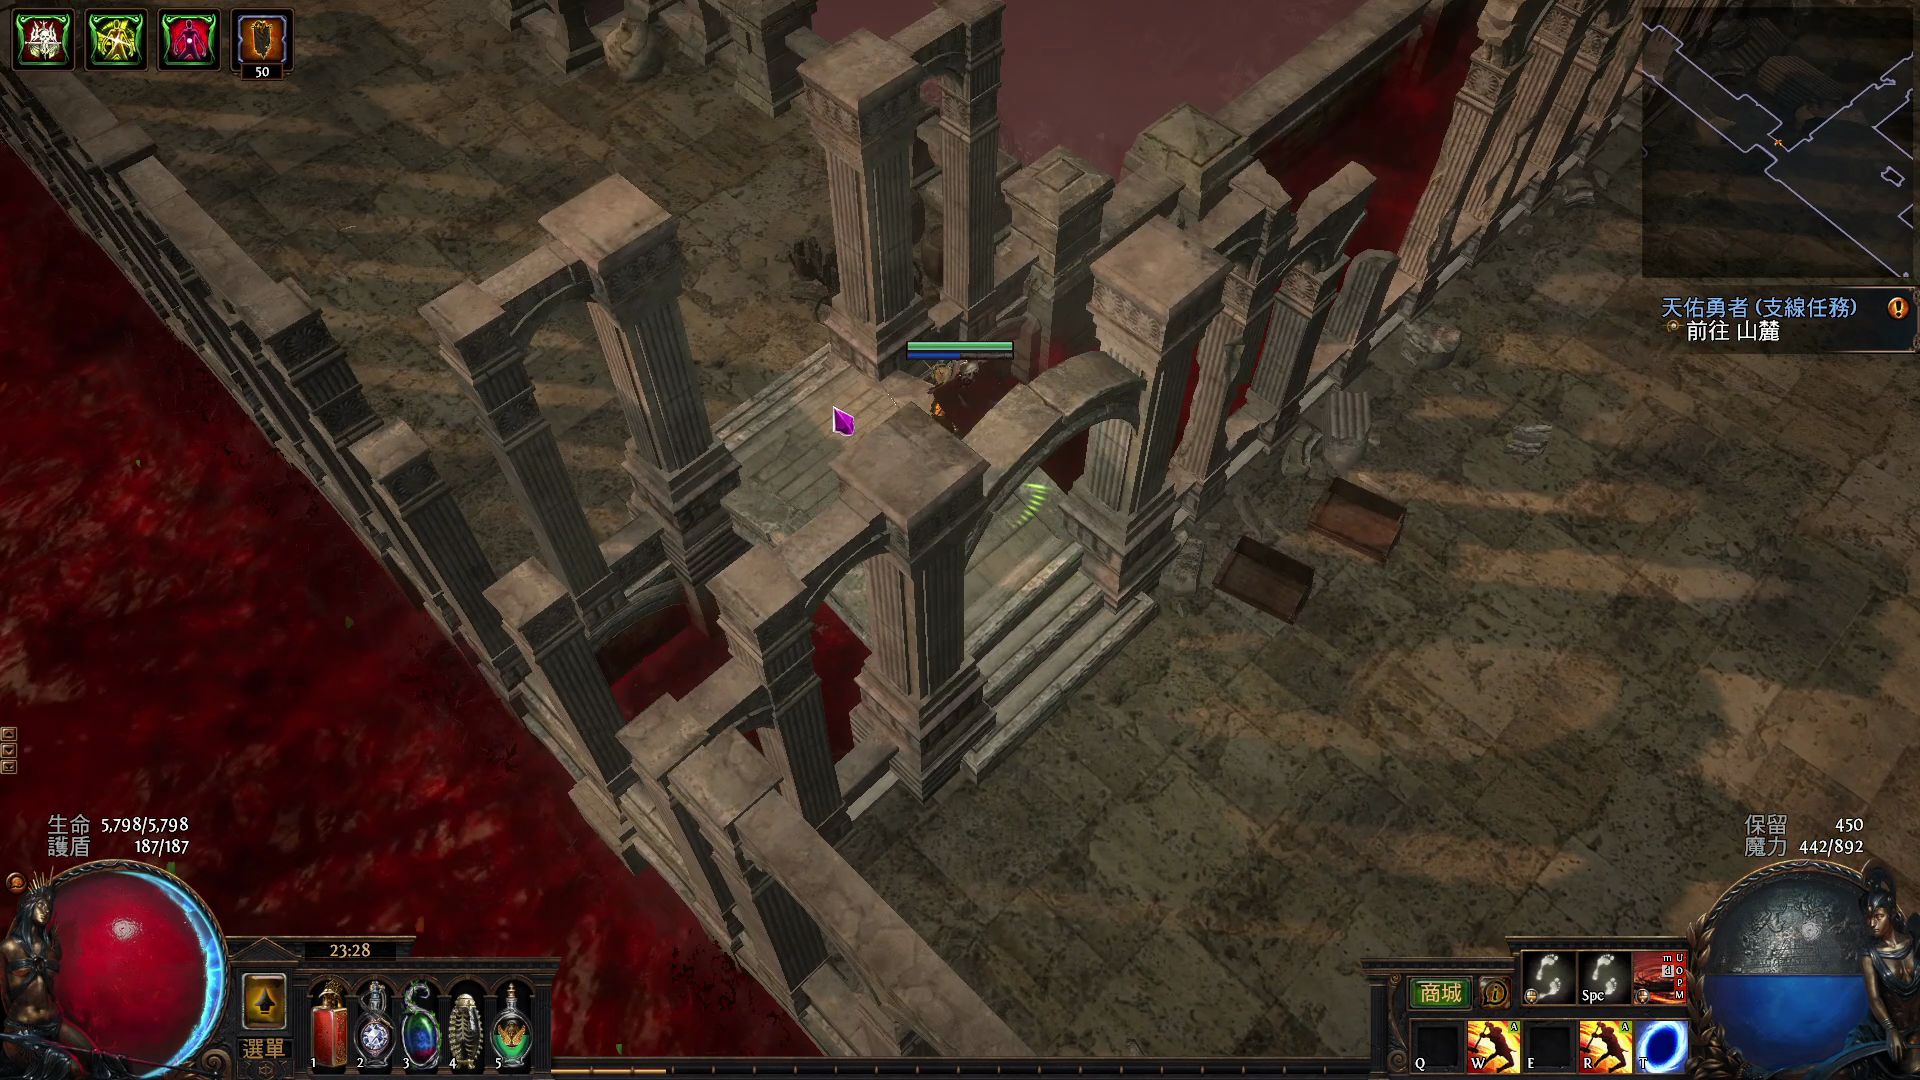 50
天佑勇者 (支線任務)
前往 山麓
生命 5,798/5,798
護盾 187/187
保留 450
魔力 442/892
23:28
選單
1 2 3 4 5
商城
Spc
Q W E R T
A A